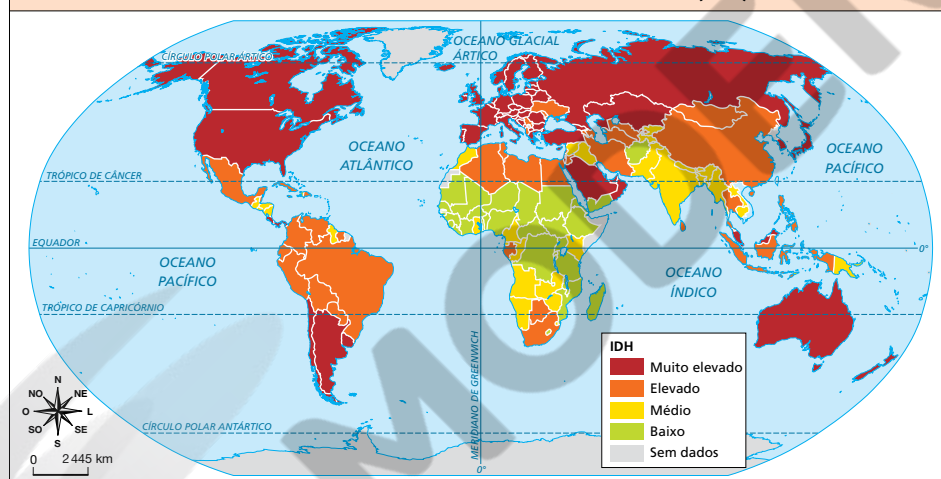 OCEANO GLACIAL
ÁRTICO
CÍRCULO POLAR ÁRTICO
OCEANO
ATLÂNTICO
OCEANO
PACÍFICO
TRÓPICO DE CÂNCER
EQUADOR
0°
OCEANO
PACÍFICO
OCEANO
ÍNDICO
TRÓPICO DE CAPRICÓRNIO
MERIDIANO DE GREENWICH
IDH
Muito elevado
Elevado
Médio
Baixo
Sem dados
N
NO NE
O L
SO SE
S
CÍRCULO POLAR ANTÁRTICO
0 2 445 km
0°